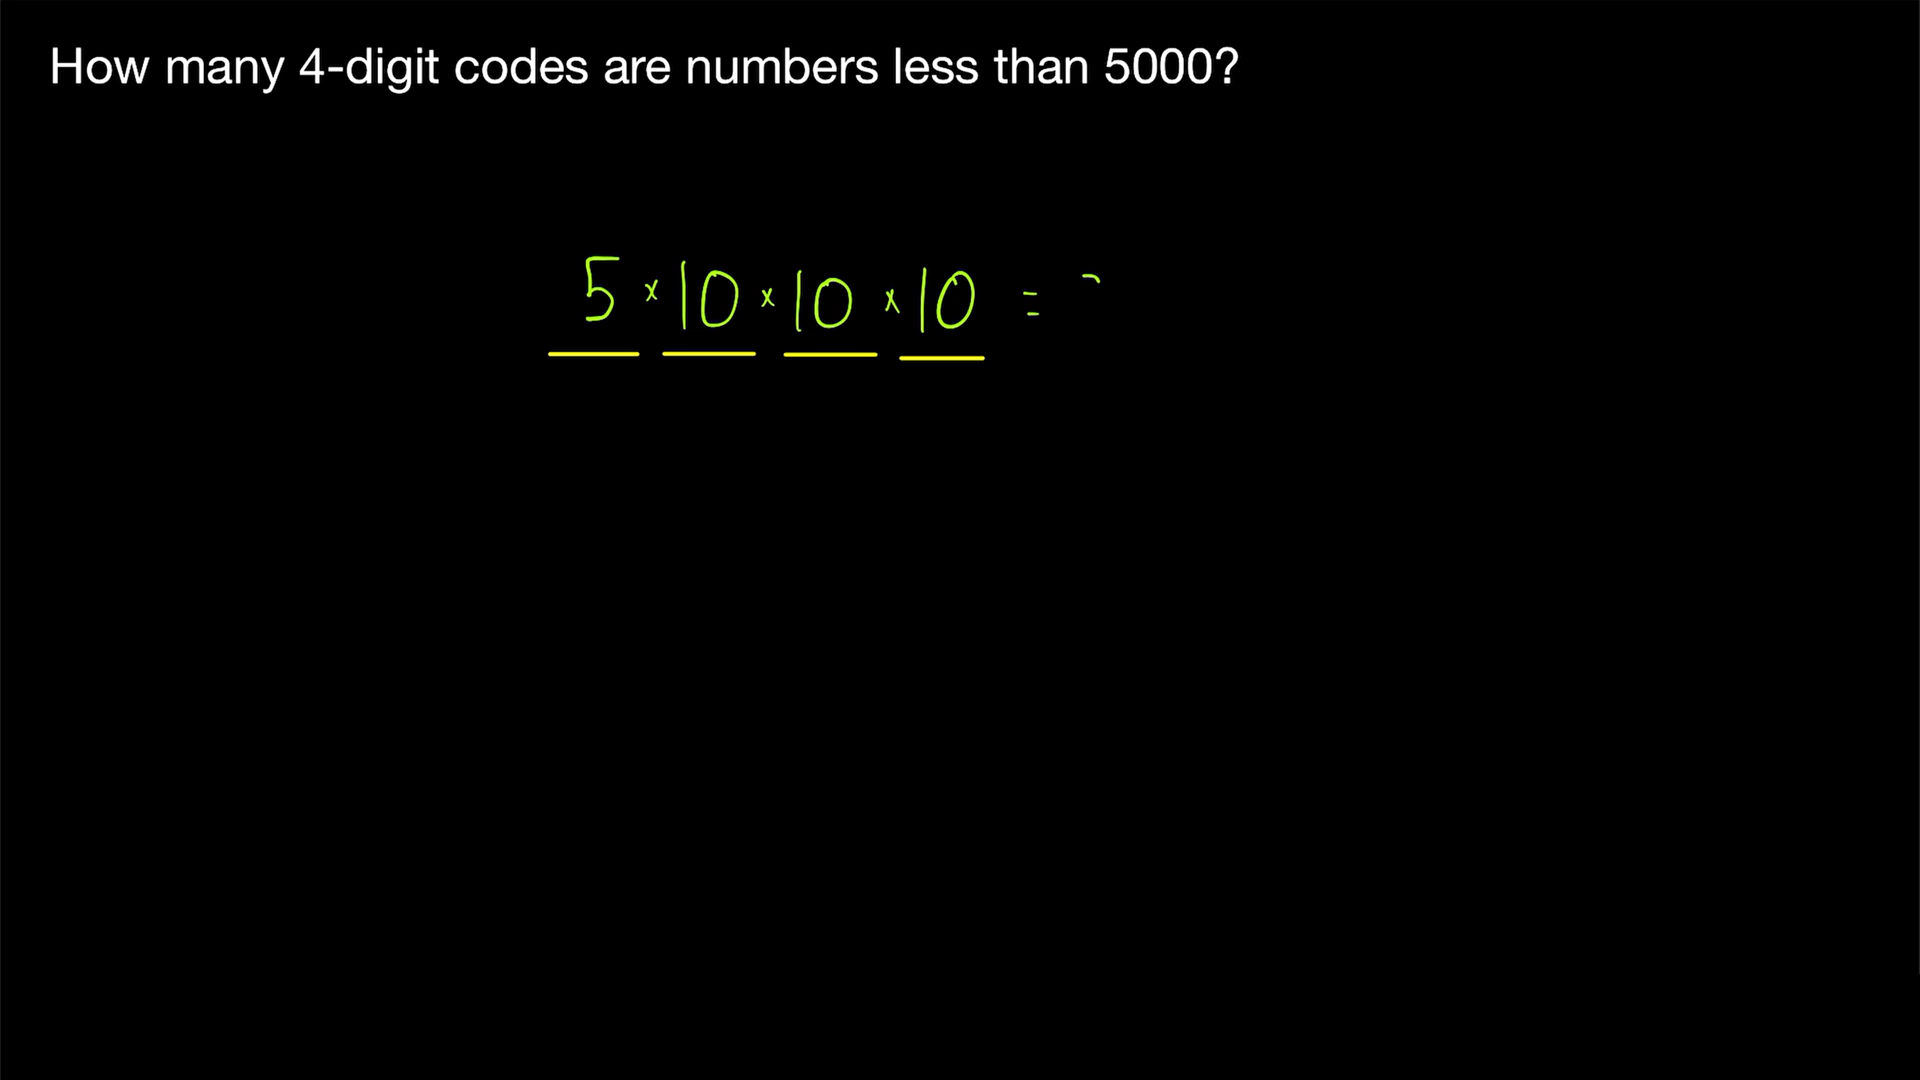 How many 4-digit codes are numbers less than 5000?
5 × 10 × 10 × 10 =